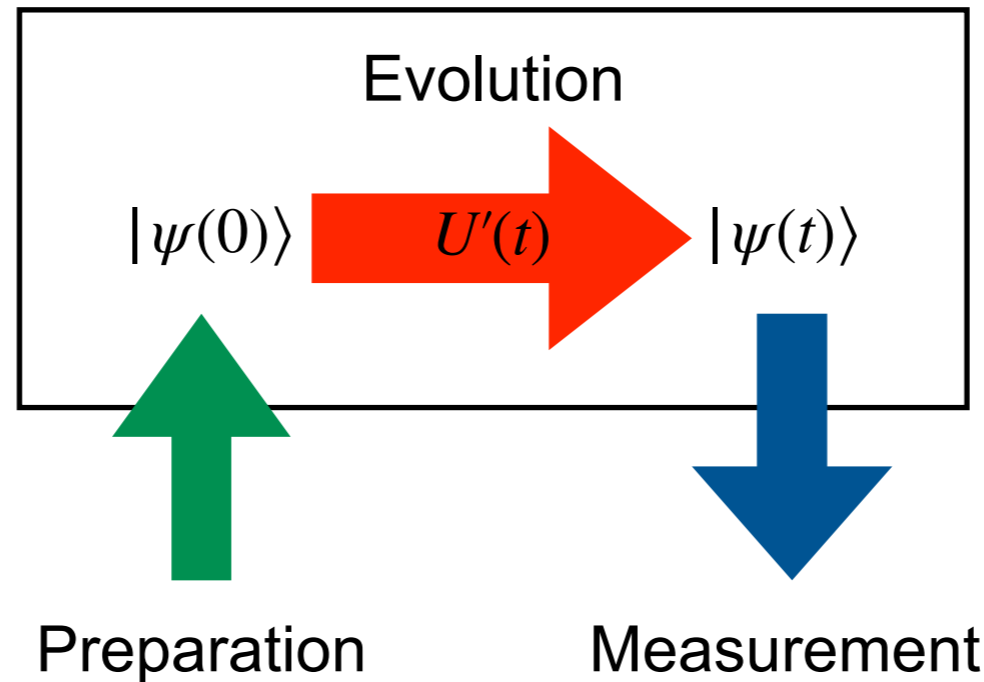 Evolution
|ψ(0)⟩ U′(t) |ψ(t)⟩
Preparation Measurement